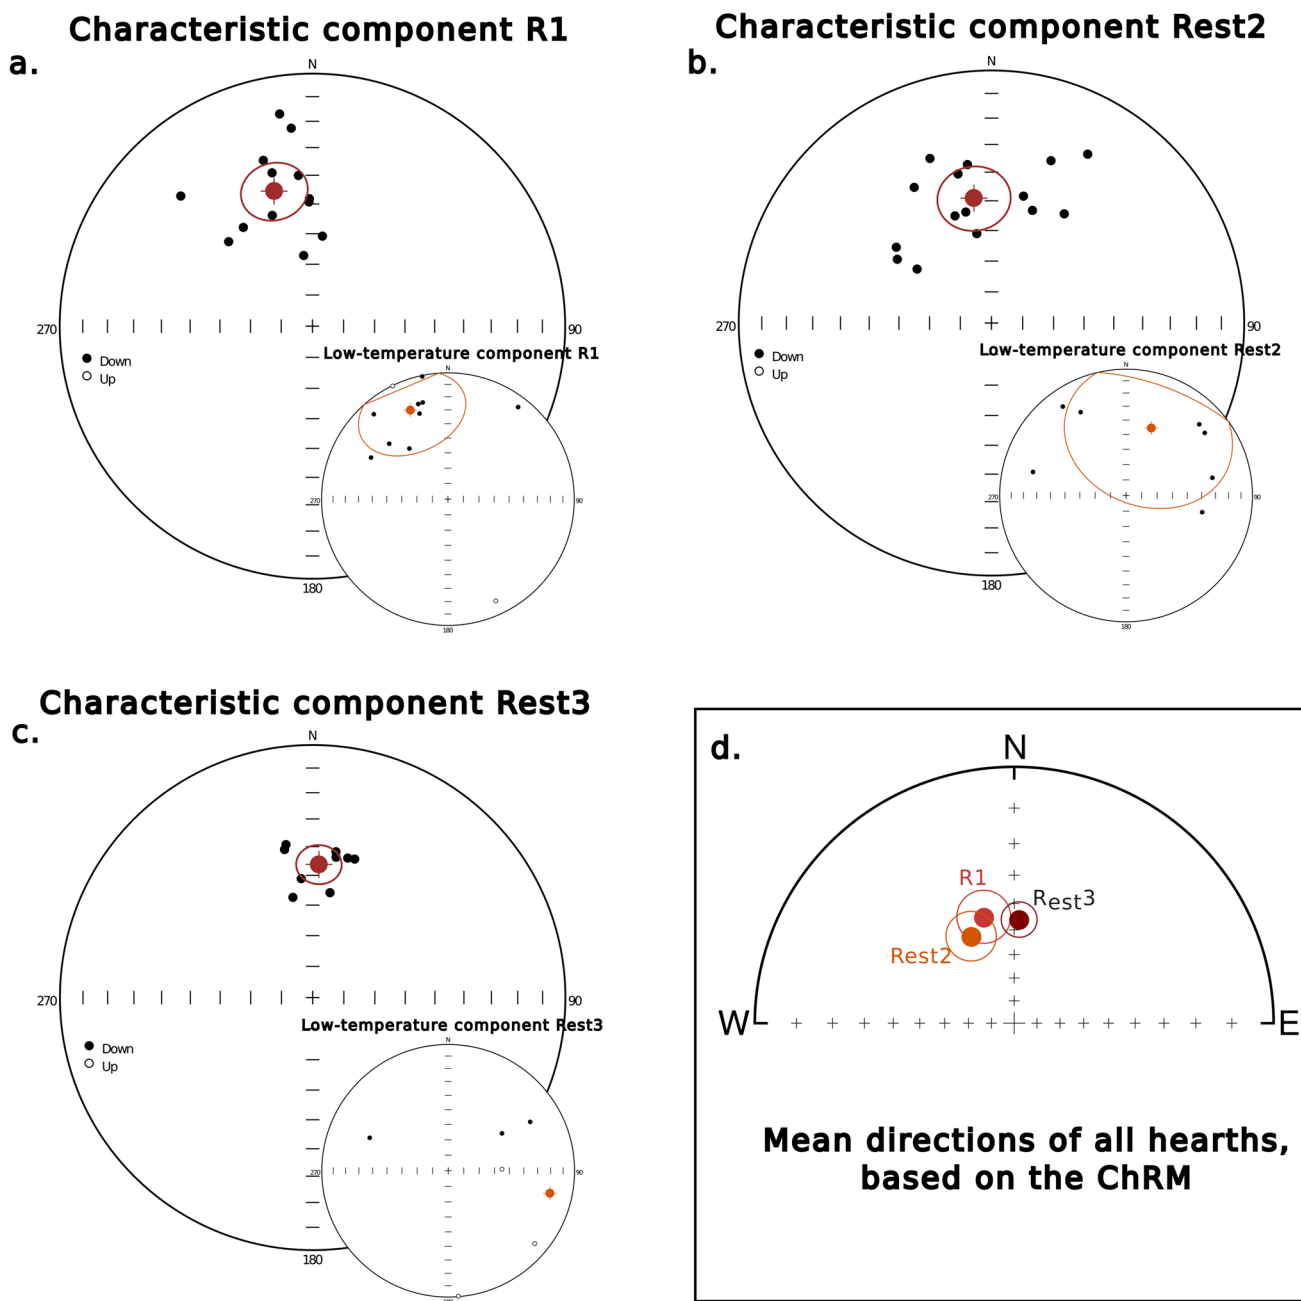 Characteristic component R1
a.
N
270
90
180
Down
Up
Low-temperature component R1
N
270
90
180
Characteristic component Rest2
b.
N
270
90
180
Down
Up
Low-temperature component Rest2
N
270
90
180
Characteristic component Rest3
c.
N
270
90
180
Down
Up
Low-temperature component Rest3
N
270
90
180
d.
N
R1
Rest3
Rest2
W
E
Mean directions of all hearths,
based on the ChRM